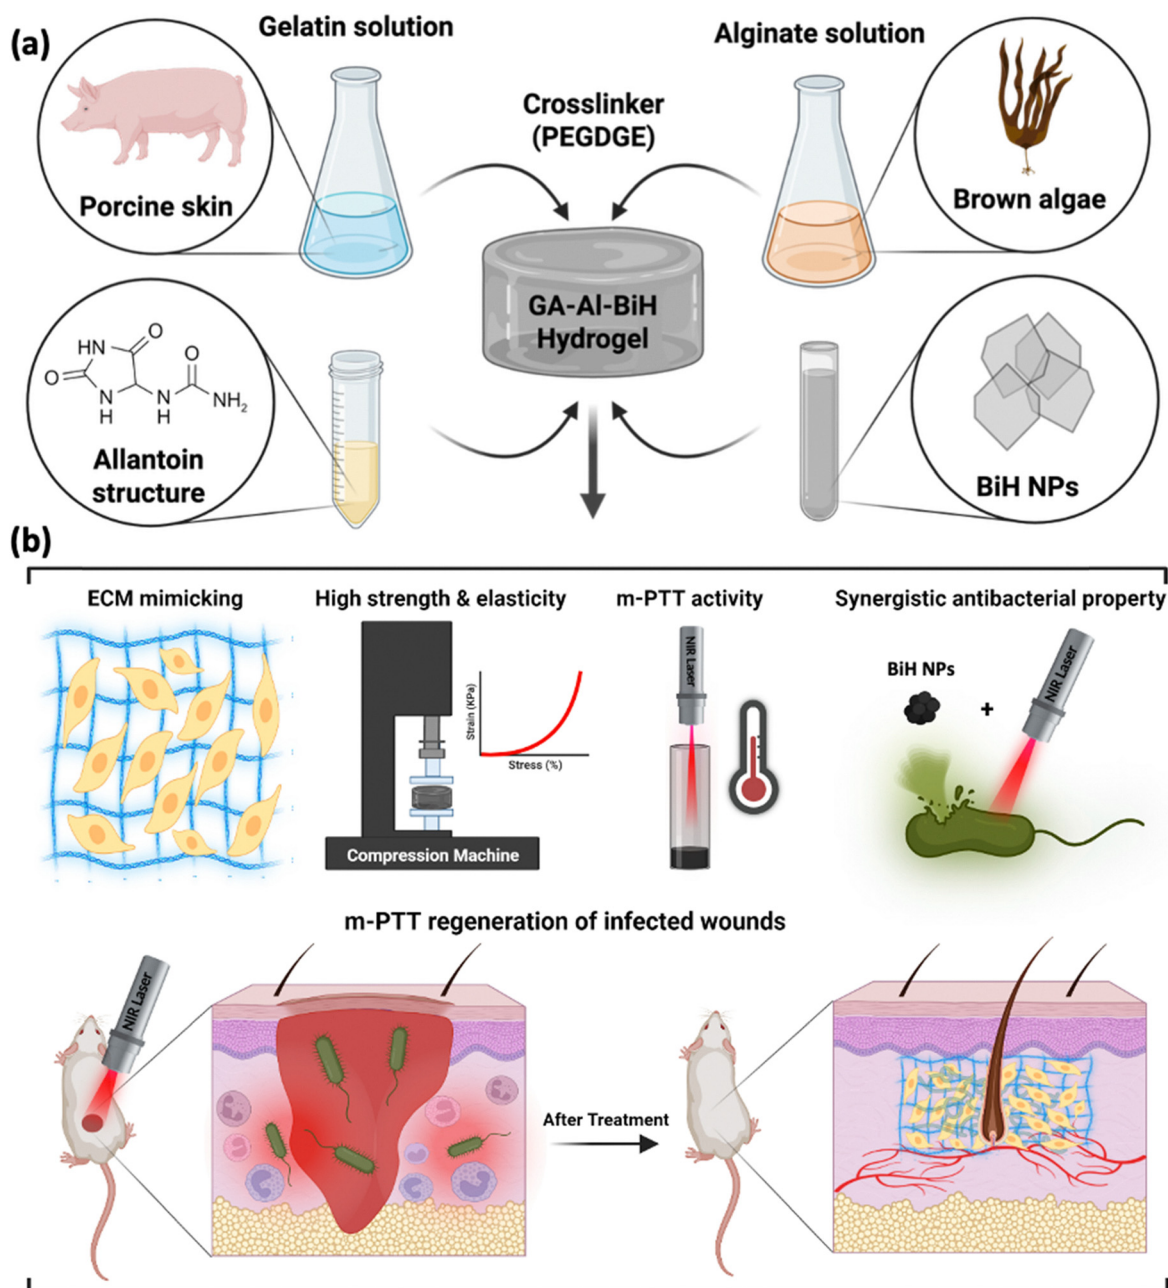 (a)
Gelatin solution
Alginate solution
Crosslinker
(PEGDGE)
Porcine skin
Brown algae
GA-Al-BiH
Hydrogel
HN
O
O
O
N
H
N
H
NH2
Allantoin
structure
BiH NPs
(b)
ECM mimicking
High strength & elasticity
m-PTT activity
Synergistic antibacterial property
Strain (KPa)
Stress (%)
Compression Machine
NIR Laser
BiH NPs
+
NIR Laser
m-PTT regeneration of infected wounds
NIR Laser
After Treatment